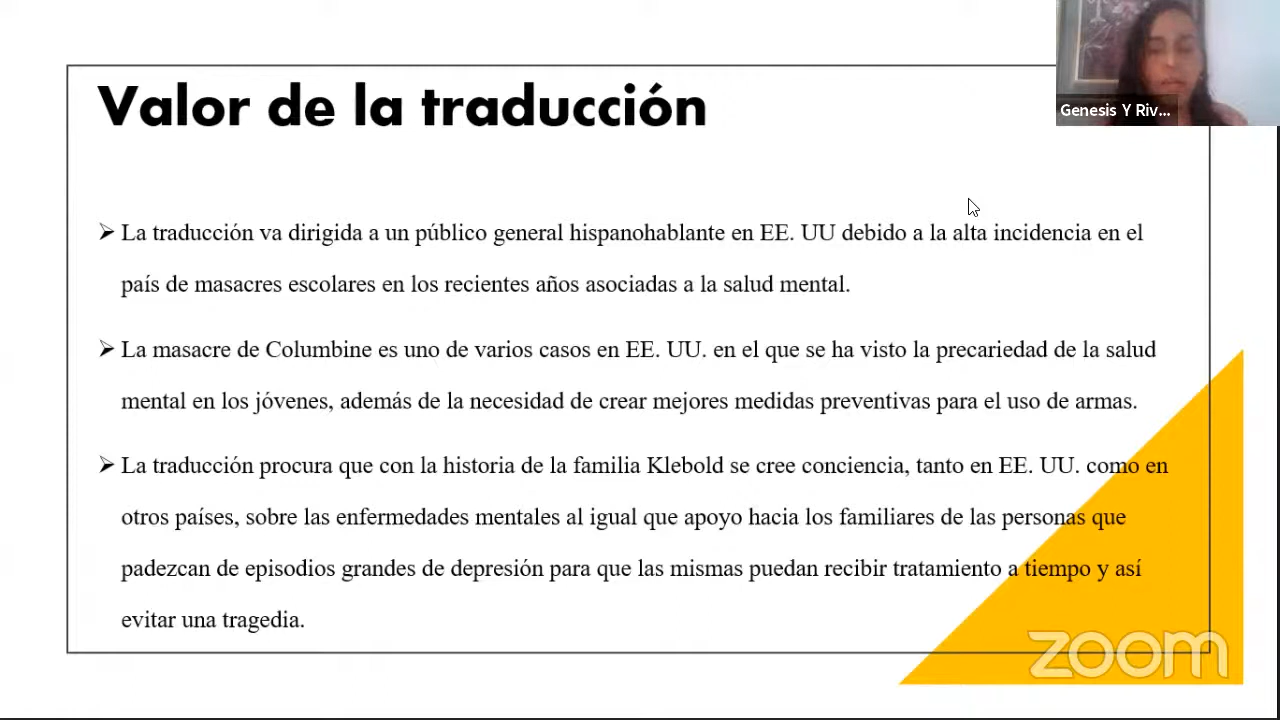 Valor de la traducción
Genesis Y Riv...
➢ La traducción va dirigida a un público general hispanohablante en EE. UU debido a la alta incidencia en el
país de masacres escolares en los recientes años asociadas a la salud mental.
➢ La masacre de Columbine es uno de varios casos en EE. UU. en el que se ha visto la precariedad de la salud
mental en los jóvenes, además de la necesidad de crear mejores medidas preventivas para el uso de armas.
➢ La traducción procura que con la historia de la familia Klebold se cree conciencia, tanto en EE. UU. como en
otros países, sobre las enfermedades mentales al igual que apoyo hacia los familiares de las personas que
padezcan de episodios grandes de depresión para que las mismas puedan recibir tratamiento a tiempo y así
evitar una tragedia.
zoom